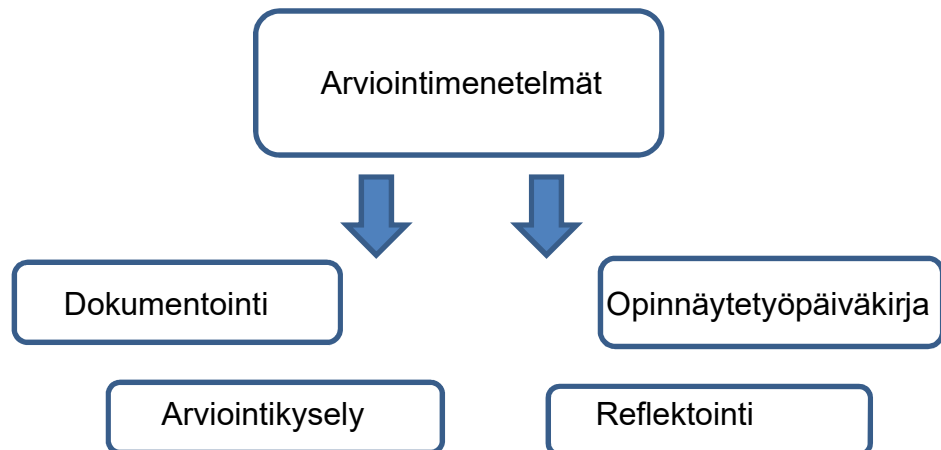 Arviointimenetelmät
Dokumentointi
Opinnäytetyöpäiväkirja
Arviointikysely
Reflektointi